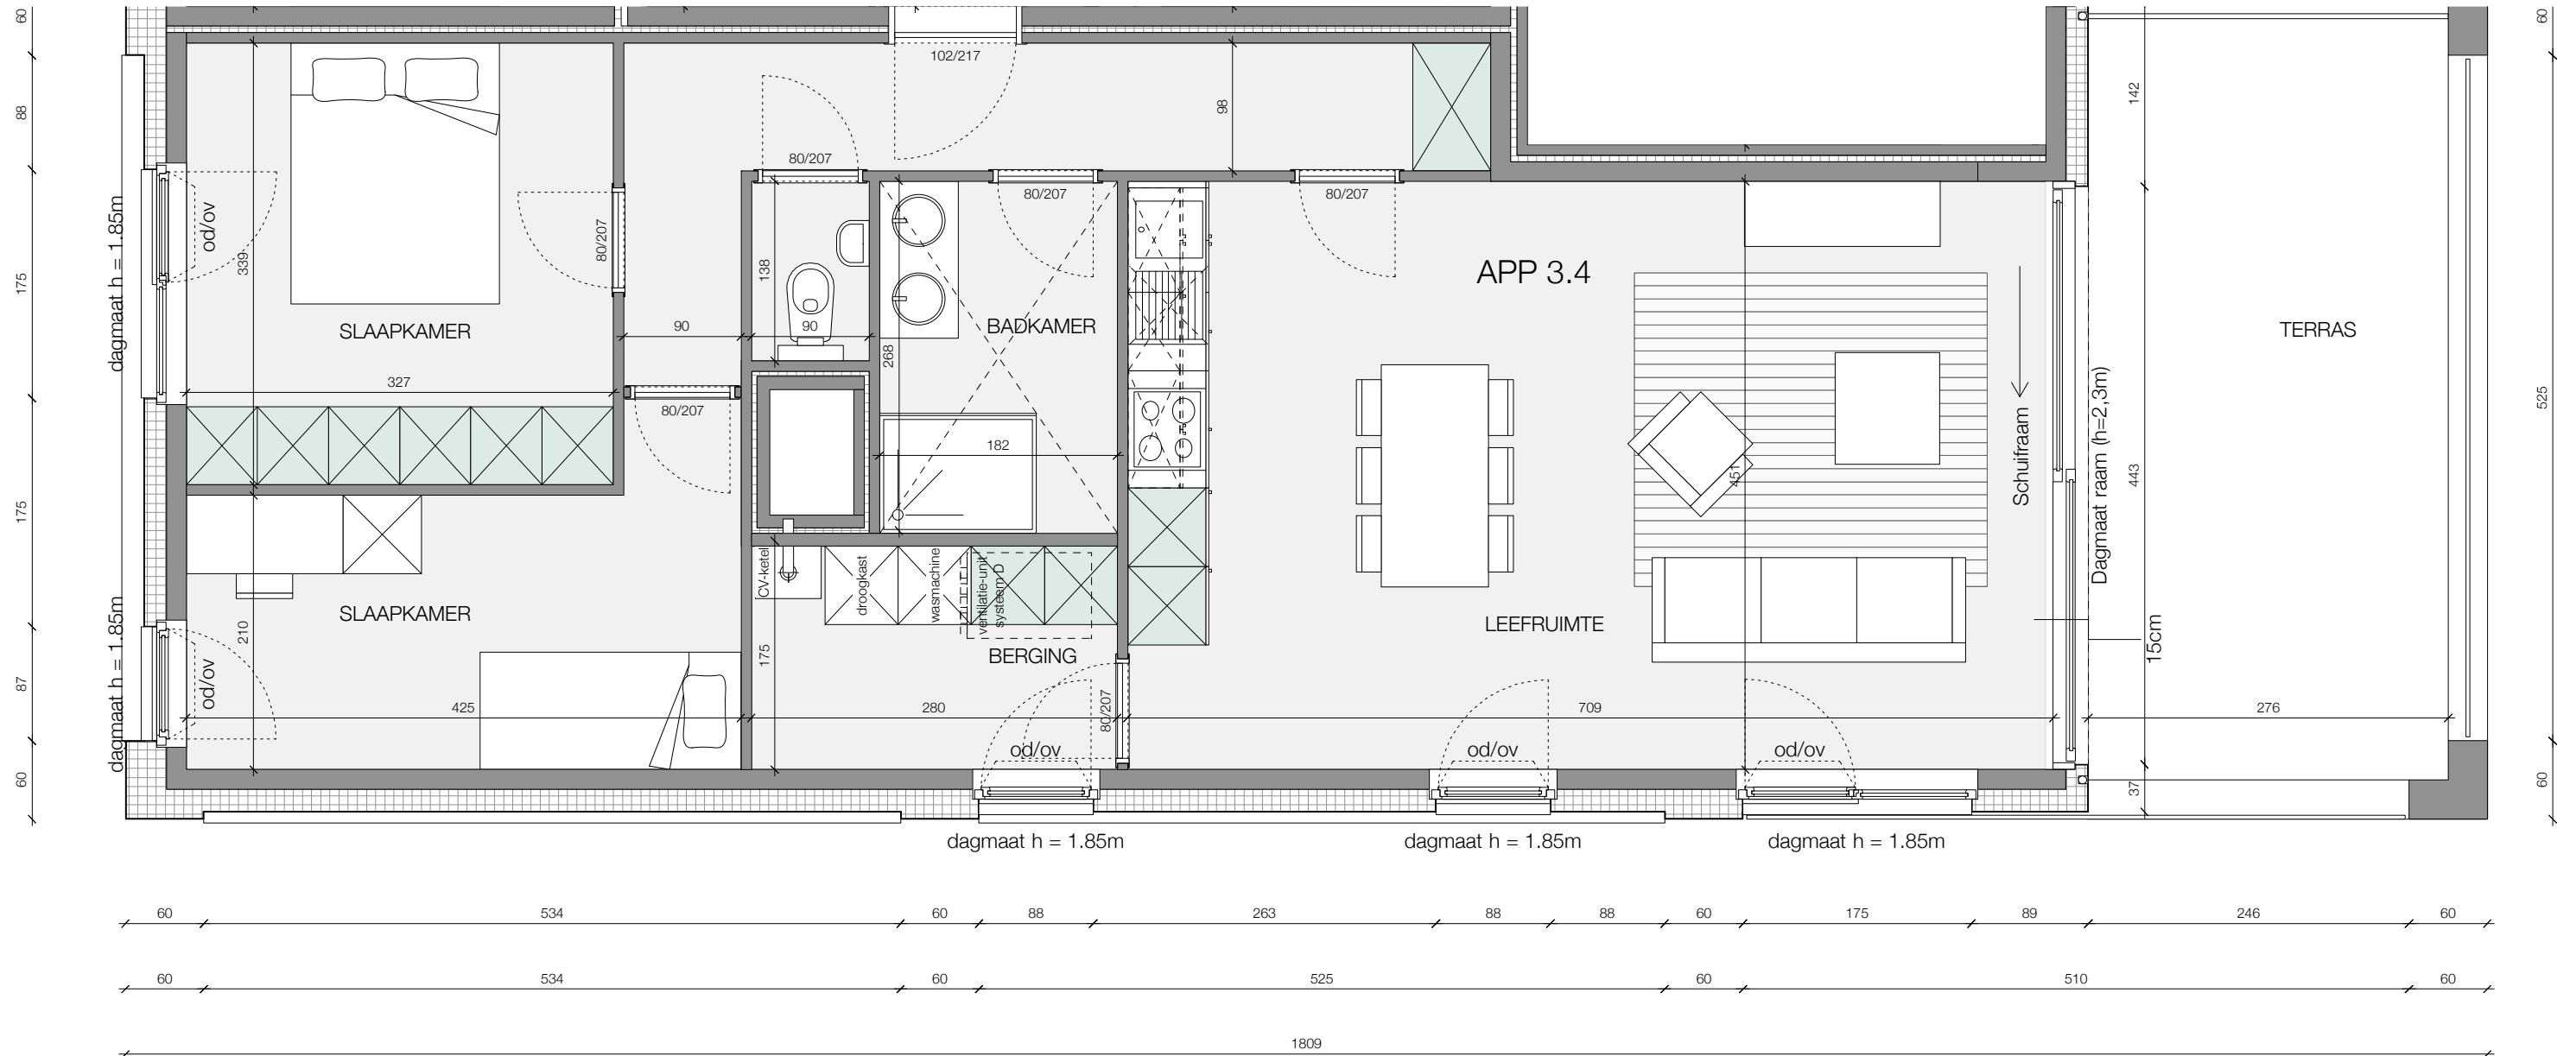 60
88
175
175
87
60
dagmaat h = 1.85m
dagmaat h = 1.85m
od/ov
od/ov
339
SLAAPKAMER
327
80/207
SLAAPKAMER
210
425
102/217
80/207
138
90
90
80/207
98
80/207
BADKAMER
268
182
CV-ketel
droogkast
wasmachine
ventilatie-unit
systeem D
BERGING
175
280
80/207
od/ov
80/207
APP 3.4
451
LEEFRUIMTE
709
od/ov
od/ov
Schuifraam
Dagmaat raam (h=2,3m)
142
443
15cm
37
TERRAS
276
60
525
60
dagmaat h = 1.85m
dagmaat h = 1.85m
dagmaat h = 1.85m
60 534 60 88 263 88 88 60 175 89 246 60
60 534 60 525 60 510 60
1809